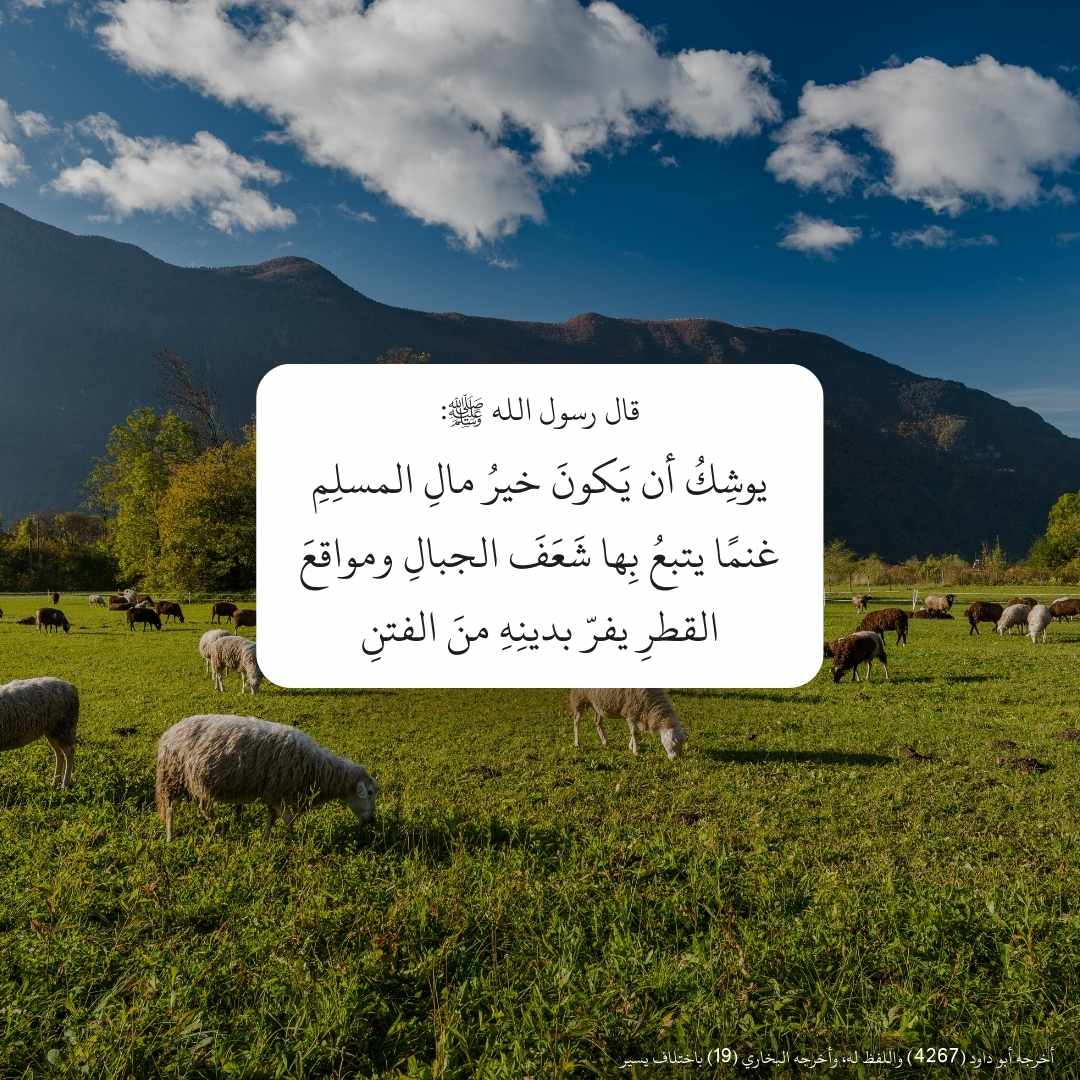 قال رسول الله ﷺ:
يوشِكُ أن يَكونَ خيرُ مالِ المسلِمِ
غنمًا يتبعُ بِها شَعَفَ الجبالِ ومواقعَ
القطرِ يفرّ بدينِهِ منَ الفتنِ
أخرجه أبو داود (4267) واللفظ له، وأخرجه البخاري (19) باختلاف يسير